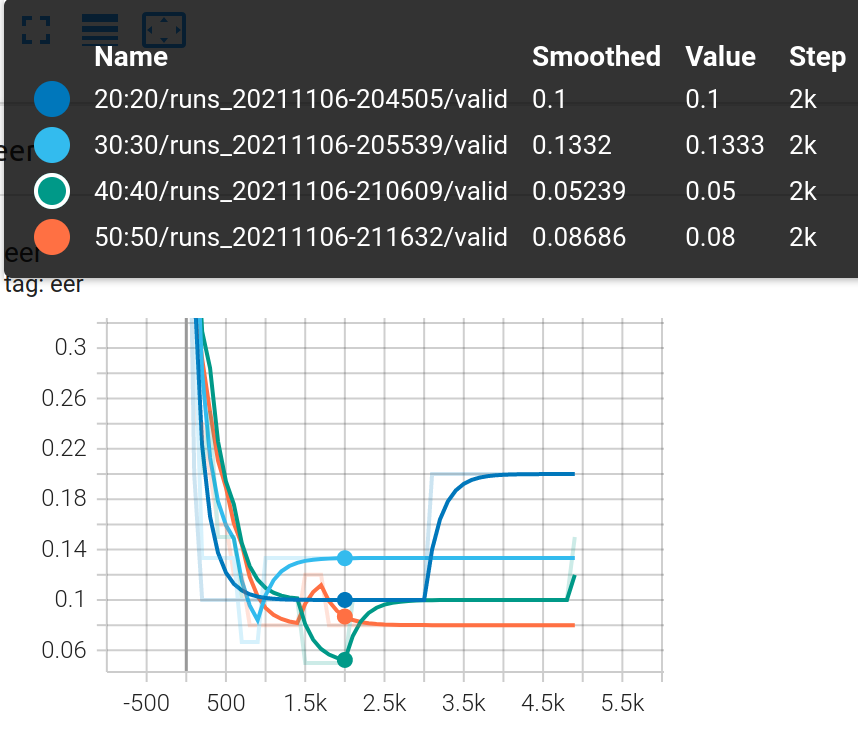 Name Smoothed Value Step
20:20/runs_20211106-204505/valid 0.1 0.1 2k
eer
30:30/runs_20211106-205539/valid 0.1332 0.1333 2k
40:40/runs_20211106-210609/valid 0.05239 0.05 2k
50:50/runs_20211106-211632/valid 0.08686 0.08 2k
eer
tag: eer
0.3
0.26
0.22
0.18
0.14
0.1
0.06
-500 500 1.5k 2.5k 3.5k 4.5k 5.5k